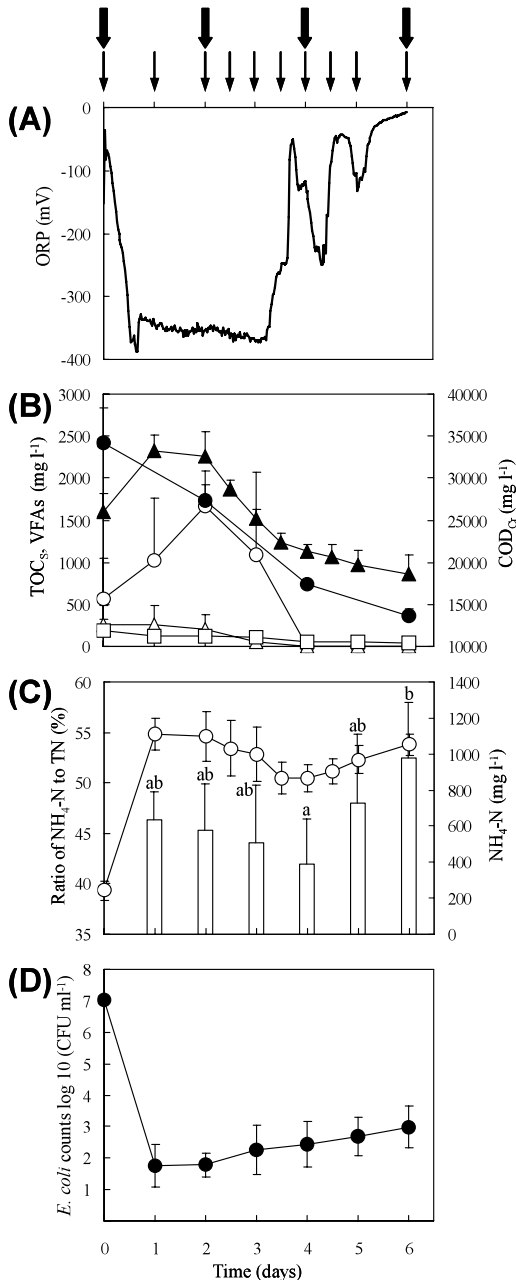 (A)
0
-100
-200
-300
-400
ORP (mV)
(B)
3000
2500
2000
1500
1000
500
0
TOCS, VFAs (mg l-1)
40000
35000
30000
25000
20000
15000
10000
CODCr (mg l-1)
(C)
60
55
50
45
40
35
Ratio of NH4-N to TN (%)
ab
ab
ab
a
ab
b
1400
1200
1000
800
600
400
200
0
NH4-N (mg l-1)
(D)
8
7
6
5
4
3
2
1
E. coli counts log 10 (CFU ml-1)
0 1 2 3 4 5 6
Time (days)